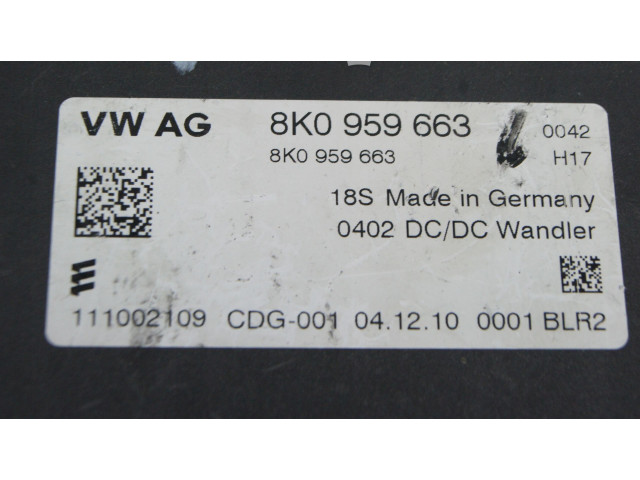 VW AG 8K0 959 663 0042
8K0 959 663 H17
18S Made in Germany
0402 DC/DC Wandler
111002109 CDG-001 04.12.10 0001 BLR2